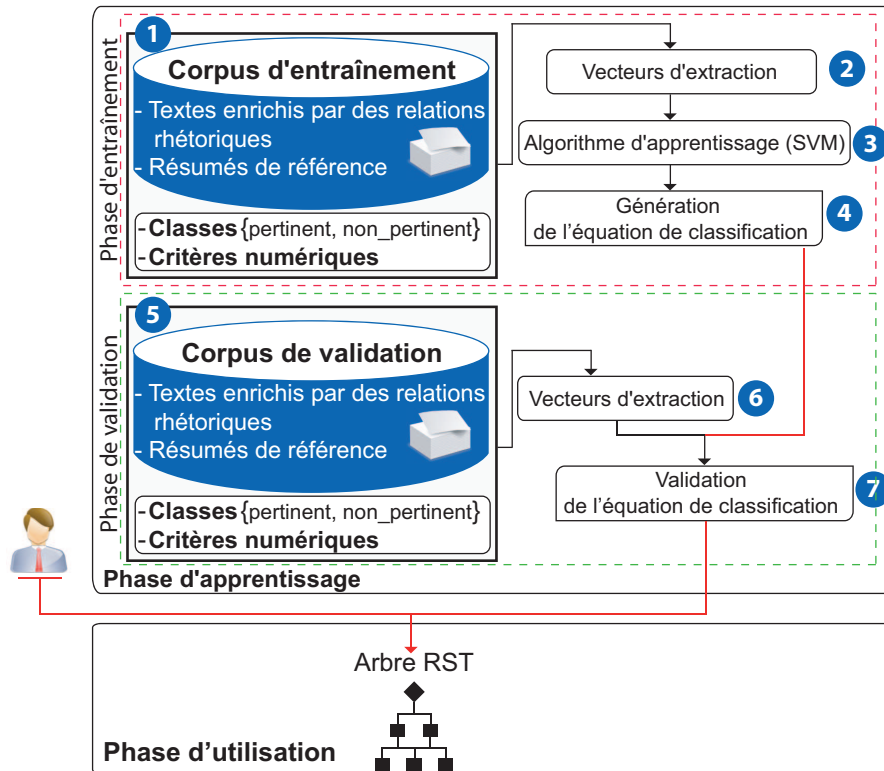 Phase d'entraînement
1
Corpus d'entraînement
- Textes enrichis par des relations
rhétoriques
- Résumés de référence
- Classes {pertinent, non_pertinent}
- Critères numériques
Vecteurs d'extraction
2
Algorithme d'apprentissage (SVM)
3
Génération
de l'équation de classification
4
Phase de validation
5
Corpus de validation
- Textes enrichis par des relations
rhétoriques
- Résumés de référence
- Classes {pertinent, non_pertinent}
- Critères numériques
Vecteurs d'extraction
6
Validation
de l'équation de classification
7
Phase d'apprentissage
Arbre RST
Phase d'utilisation